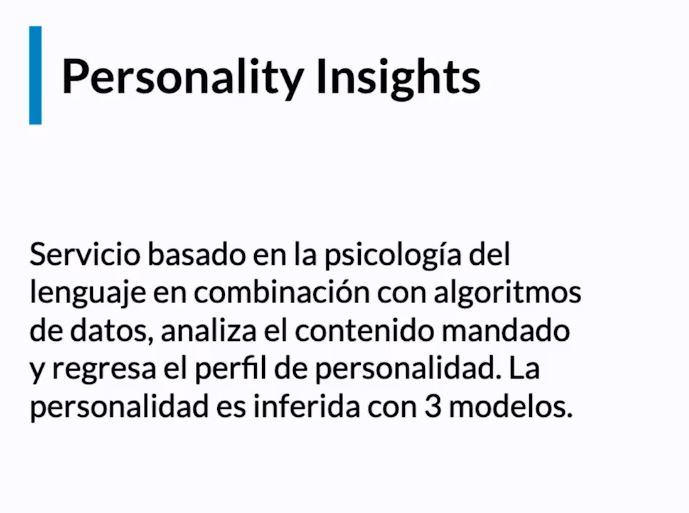 Personality Insights
Servicio basado en la psicología del
lenguaje en combinación con algoritmos
de datos, analiza el contenido mandado
y regresa el perfil de personalidad. La
personalidad es inferida con 3 modelos.